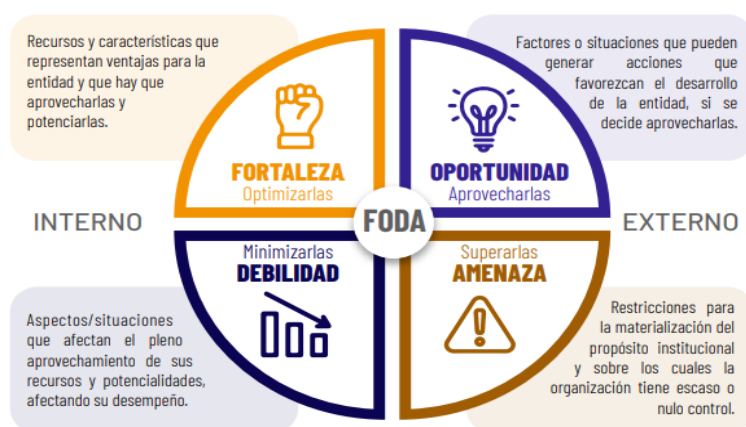 Recursos y características que
representan ventajas para la
entidad y que hay que
aprovecharlas y
potenciarlas.
Factores o situaciones que pueden
generar acciones que
favorezcan el desarrollo
de la entidad, si se
decide aprovecharlas.
FORTALEZA
Optimizarlas
OPORTUNIDAD
Aprovecharlas
INTERNO
FODA
EXTERNO
Minimizarlas
DEBILIDAD
Superarlas
AMENAZA
Aspectos/situaciones
que afectan el pleno
aprovechamiento de sus
recursos y potencialidades,
afectando su desempeño.
Restricciones para
la materialización del
propósito institucional
y sobre los cuales la
organización tiene escaso o
nulo control.